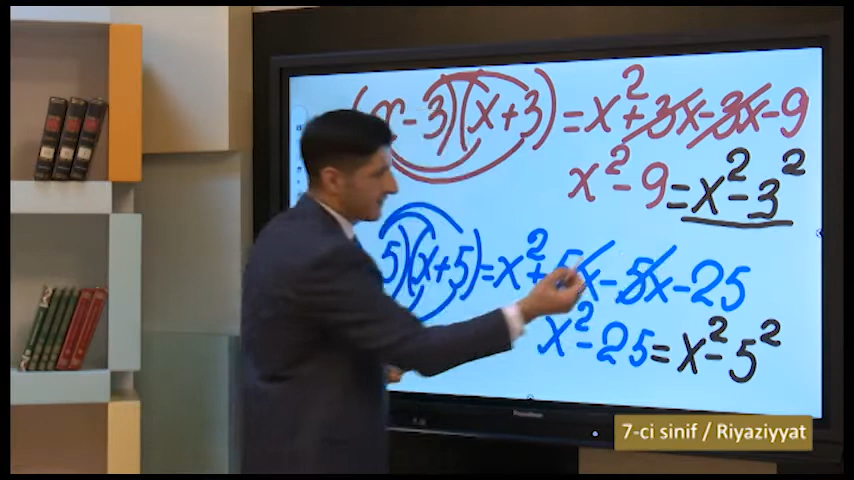 (x-3)(x+3)=x²+3x-3x-9
x²-9=x²-3²
5)(x+5)=x²+5x-5x-25
x²-25=x²-5²
7-ci sinif / Riyaziyyat